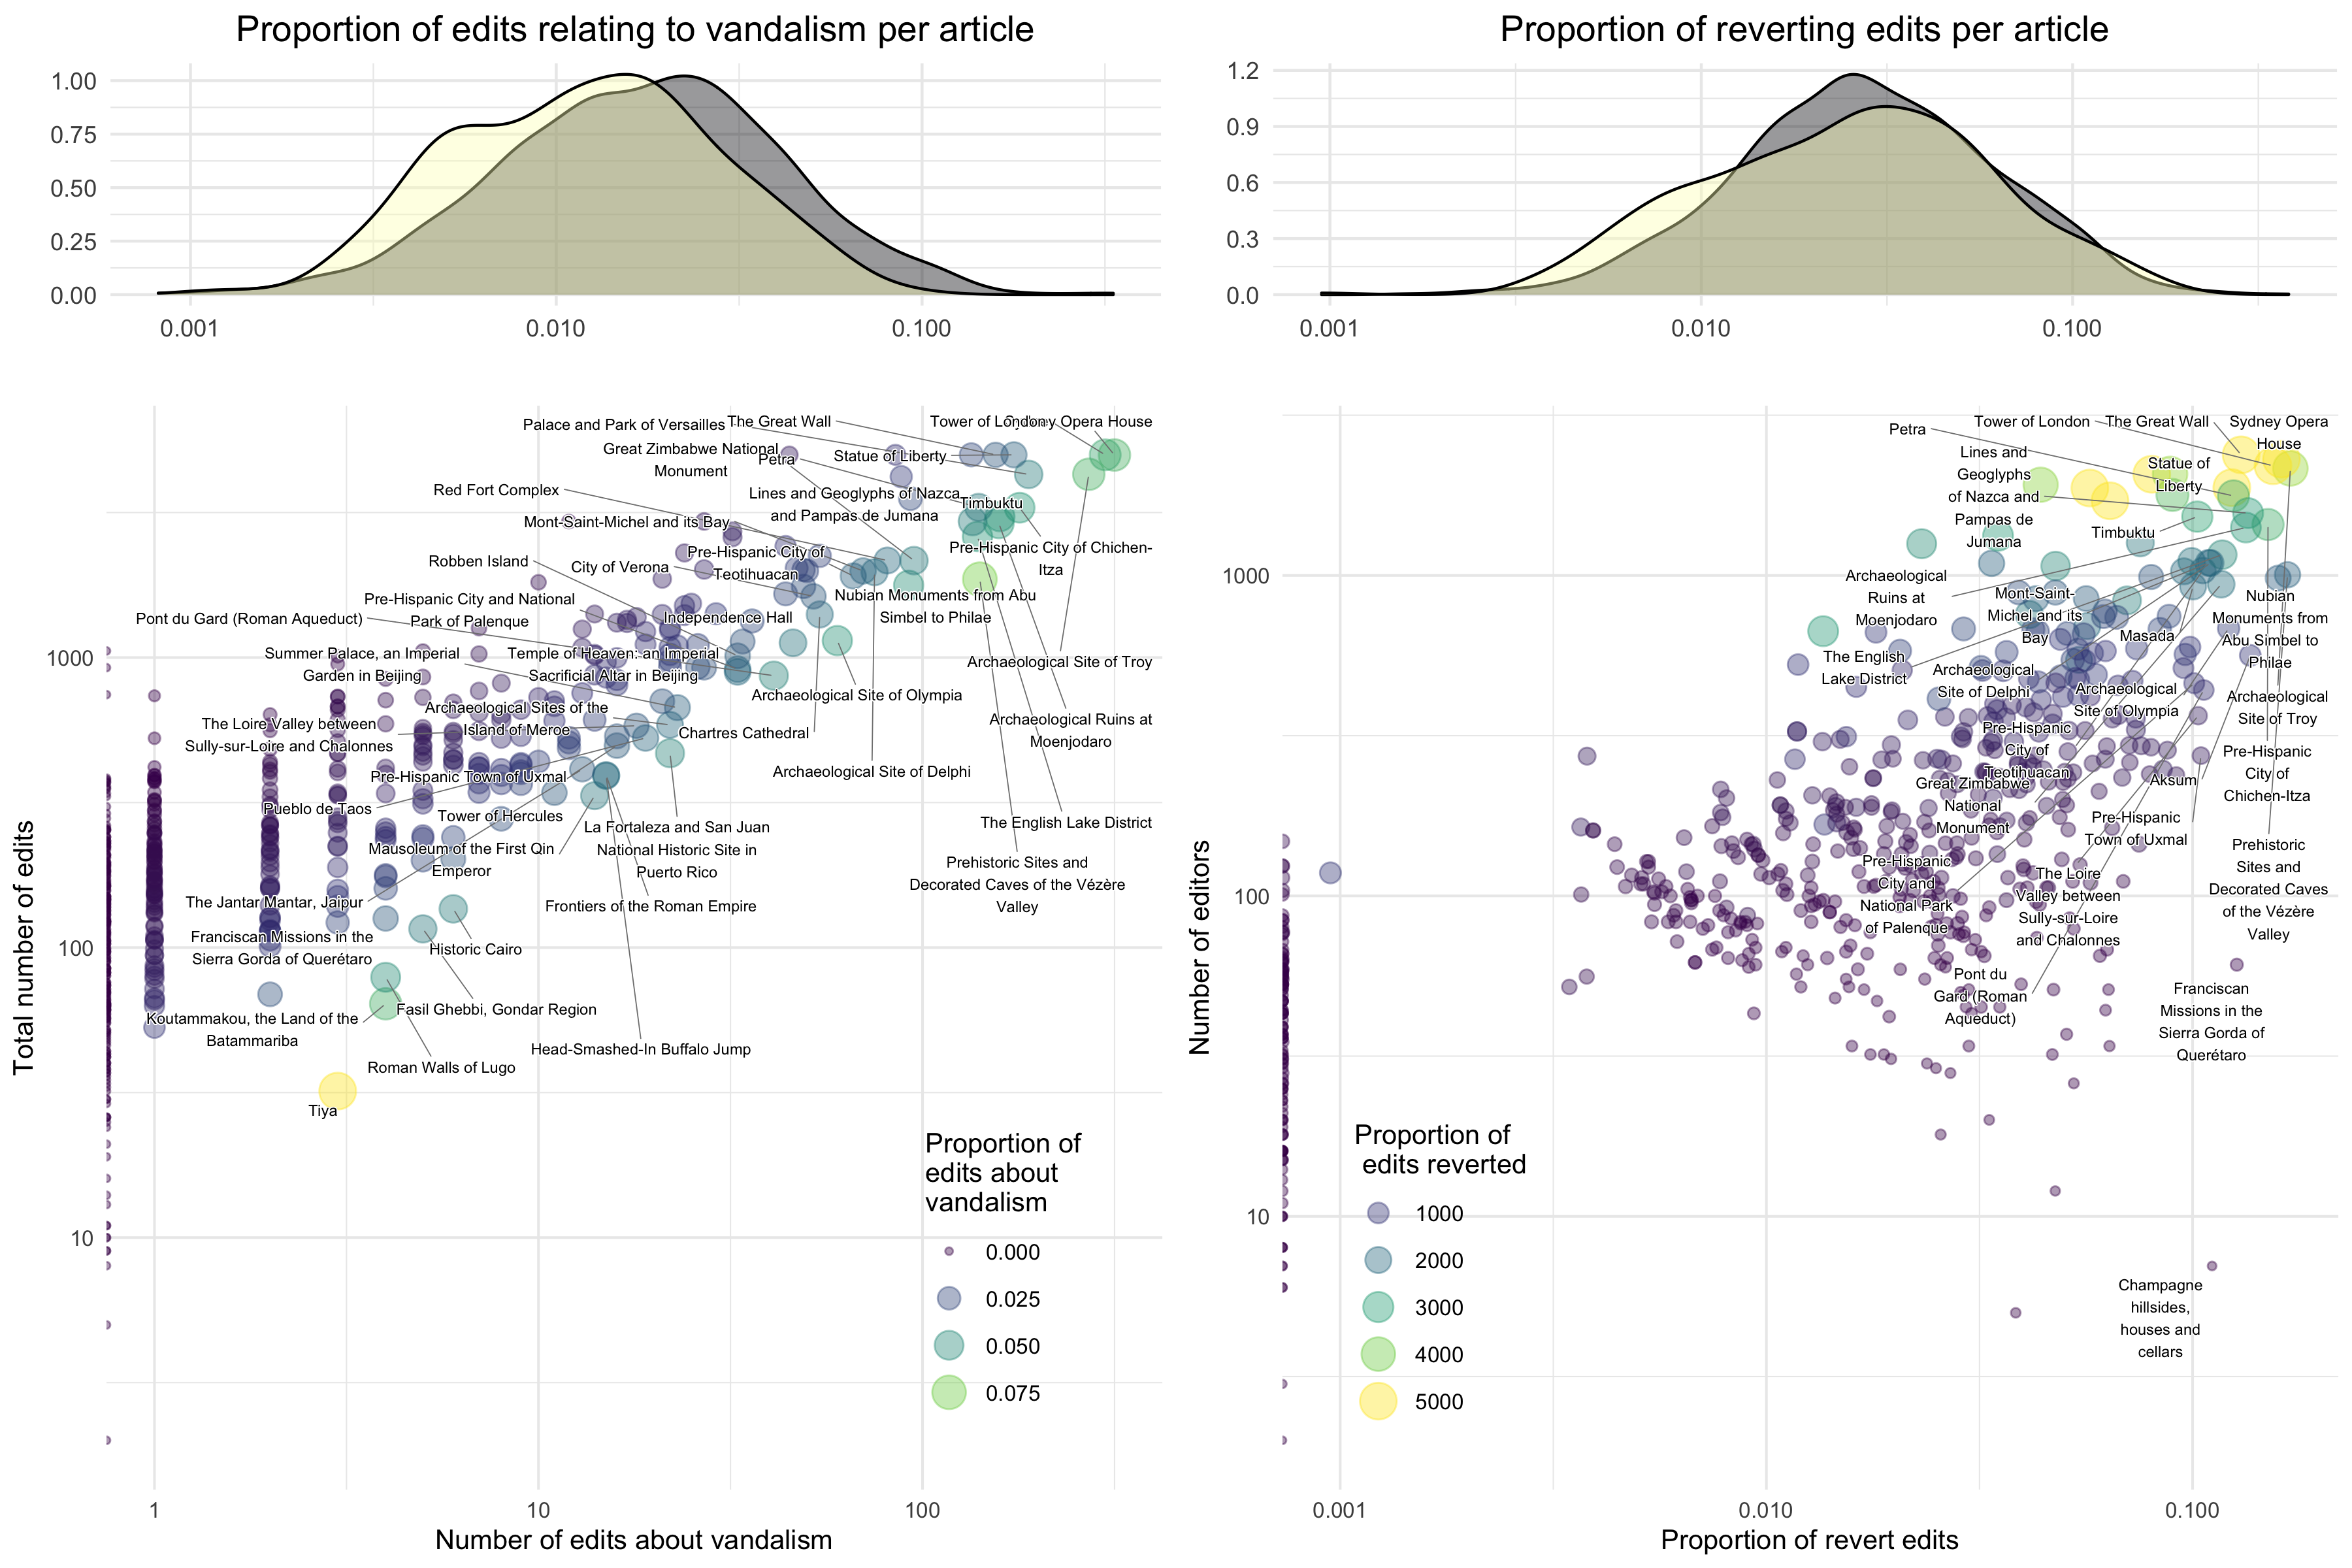 Proportion of edits relating to vandalism per article
1.00
0.75
0.50
0.25
0.00
0.001
0.010
0.100
Proportion of reverting edits per article
1.2
0.9
0.6
0.3
0.0
0.001
0.010
0.100
Total number of edits
1000
100
10
1
10
100
Number of edits about vandalism
Palace and Park of Versailles
The Great Wall
Tower of London
Sydney Opera House
Great Zimbabwe National
Monument
Petra
Statue of Liberty
Red Fort Complex
Lines and Geoglyphs of Nazca
and Pampas de Jumana
Timbuktu
Mont-Saint-Michel and its Bay
Pre-Hispanic City of
Teotihuacan
Pre-Hispanic City of Chichen-
Itza
Robben Island
City of Verona
Nubian Monuments from Abu
Simbel to Philae
Pre-Hispanic City and National
Park of Palenque
Pont du Gard (Roman Aqueduct)
Independence Hall
Summer Palace, an Imperial
Garden in Beijing
Temple of Heaven: an Imperial
Sacrificial Altar in Beijing
Archaeological Site of Troy
Archaeological Site of Olympia
Archaeological Sites of the
Island of Meroe
The Loire Valley between
Sully-sur-Loire and Chalonnes
Chartres Cathedral
Archaeological Ruins at
Moenjodaro
Pre-Hispanic Town of Uxmal
Archaeological Site of Delphi
Pueblo de Taos
Tower of Hercules
La Fortaleza and San Juan
National Historic Site in
Puerto Rico
The English Lake District
Mausoleum of the First Qin
Emperor
Prehistoric Sites and
Decorated Caves of the Vézère
Valley
The Jantar Mantar, Jaipur
Frontiers of the Roman Empire
Franciscan Missions in the
Sierra Gorda of Querétaro
Historic Cairo
Koutammakou, the Land of the
Batammariba
Fasil Ghebbi, Gondar Region
Head-Smashed-In Buffalo Jump
Roman Walls of Lugo
Tiya
Proportion of
edits about
vandalism
0.000
0.025
0.050
0.075
Number of editors
1000
100
10
0.001
0.010
0.100
Proportion of revert edits
Petra
Tower of London
The Great Wall
Sydney Opera
House
Lines and
Geoglyphs
of Nazca and
Pampas de
Jumana
Statue of
Liberty
Timbuktu
Archaeological
Ruins at
Moenjodaro
Mont-Saint-
Michel and its
Bay
Nubian
Monuments from
Abu Simbel to
Philae
Masada
The English
Lake District
Archaeological
Site of Delphi
Archaeological
Site of Olympia
Archaeological
Site of Troy
Pre-Hispanic
City of
Teotihuacan
Great Zimbabwe
National
Monument
Aksum
Pre-Hispanic
City of
Chichen-Itza
Pre-Hispanic
Town of Uxmal
Pre-Hispanic
City and
National Park
of Palenque
The Loire
Valley between
Sully-sur-Loire
and Chalonnes
Prehistoric
Sites and
Decorated Caves
of the Vézère
Valley
Pont du
Gard (Roman
Aqueduct)
Franciscan
Missions in the
Sierra Gorda of
Querétaro
Champagne
hillsides,
houses and
cellars
Proportion of
edits reverted
1000
2000
3000
4000
5000